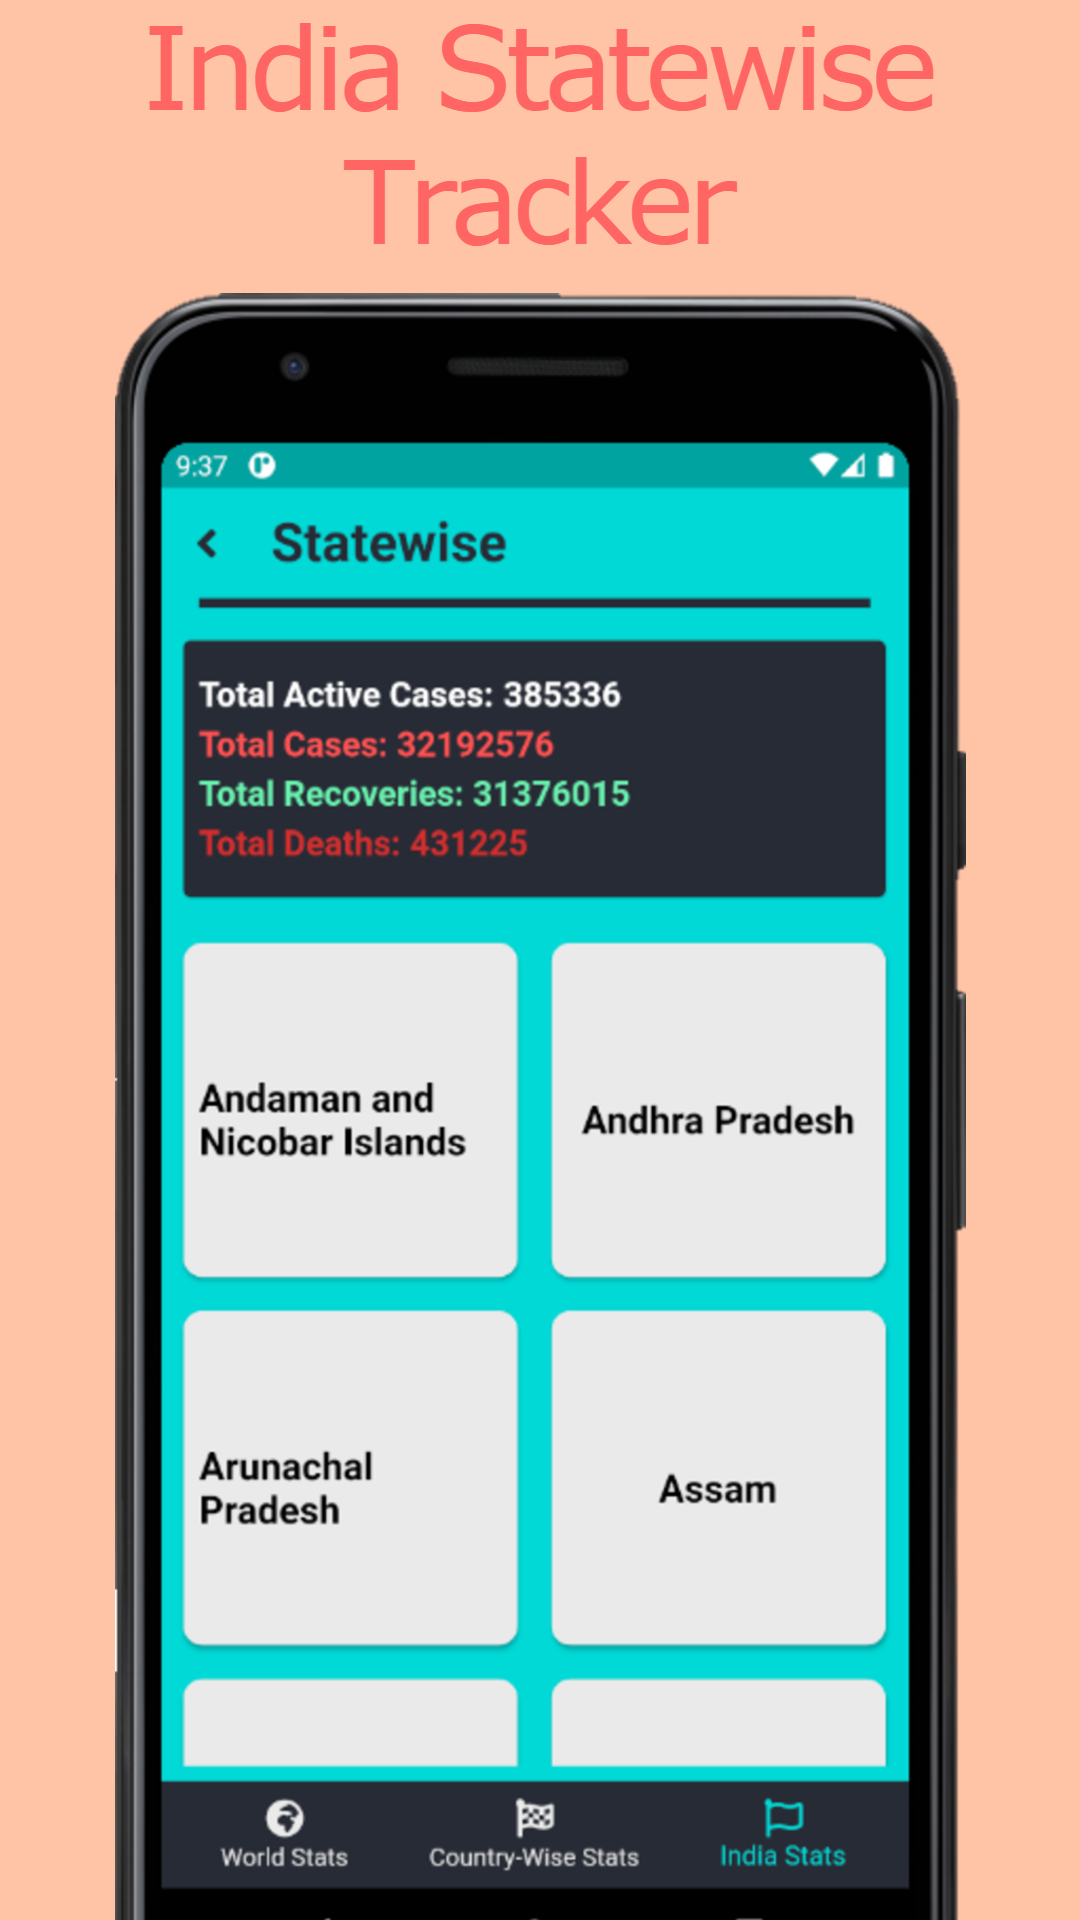 India Statewise
Tracker
9:37
Statewise
Total Active Cases: 385336
Total Cases: 32192576
Total Recoveries: 31376015
Total Deaths: 431225
Andaman and
Nicobar Islands
Andhra Pradesh
Arunachal
Pradesh
Assam
World Stats
Country-Wise Stats
India Stats